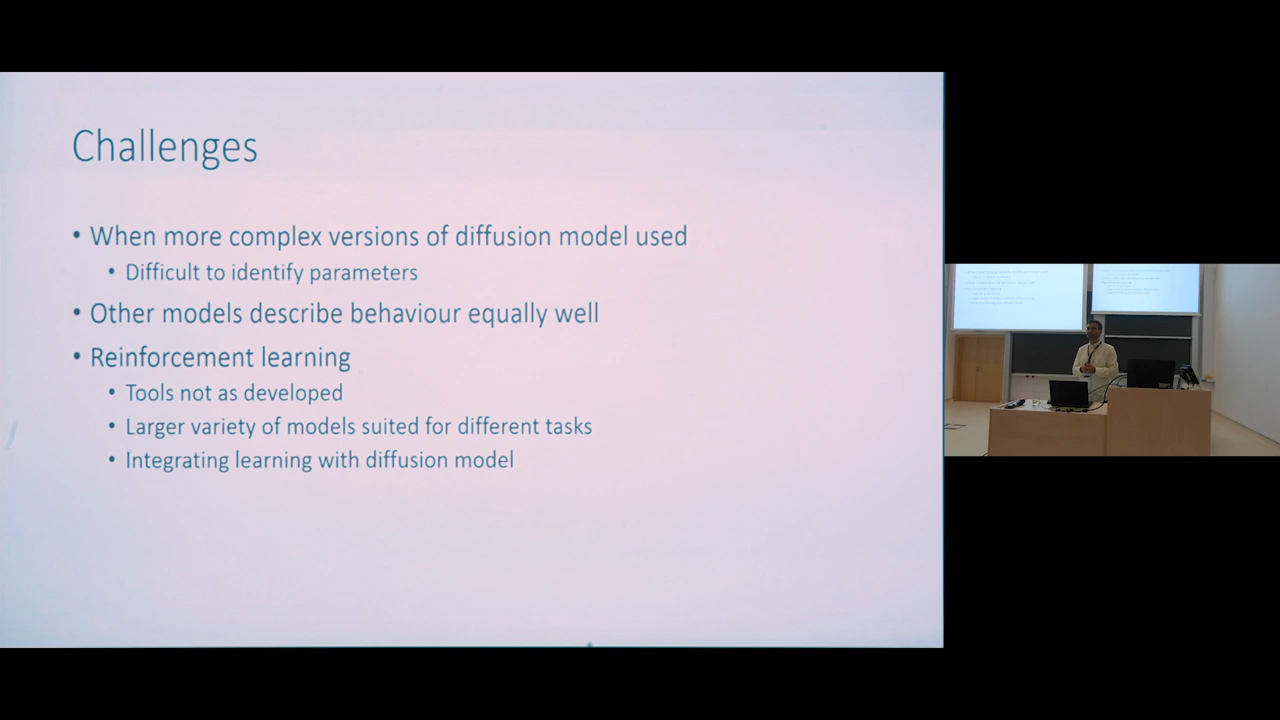 Challenges
• When more complex versions of diffusion model used
• Difficult to identify parameters
• Other models describe behaviour equally well
• Reinforcement learning
• Tools not as developed
• Larger variety of models suited for different tasks
• Integrating learning with diffusion model